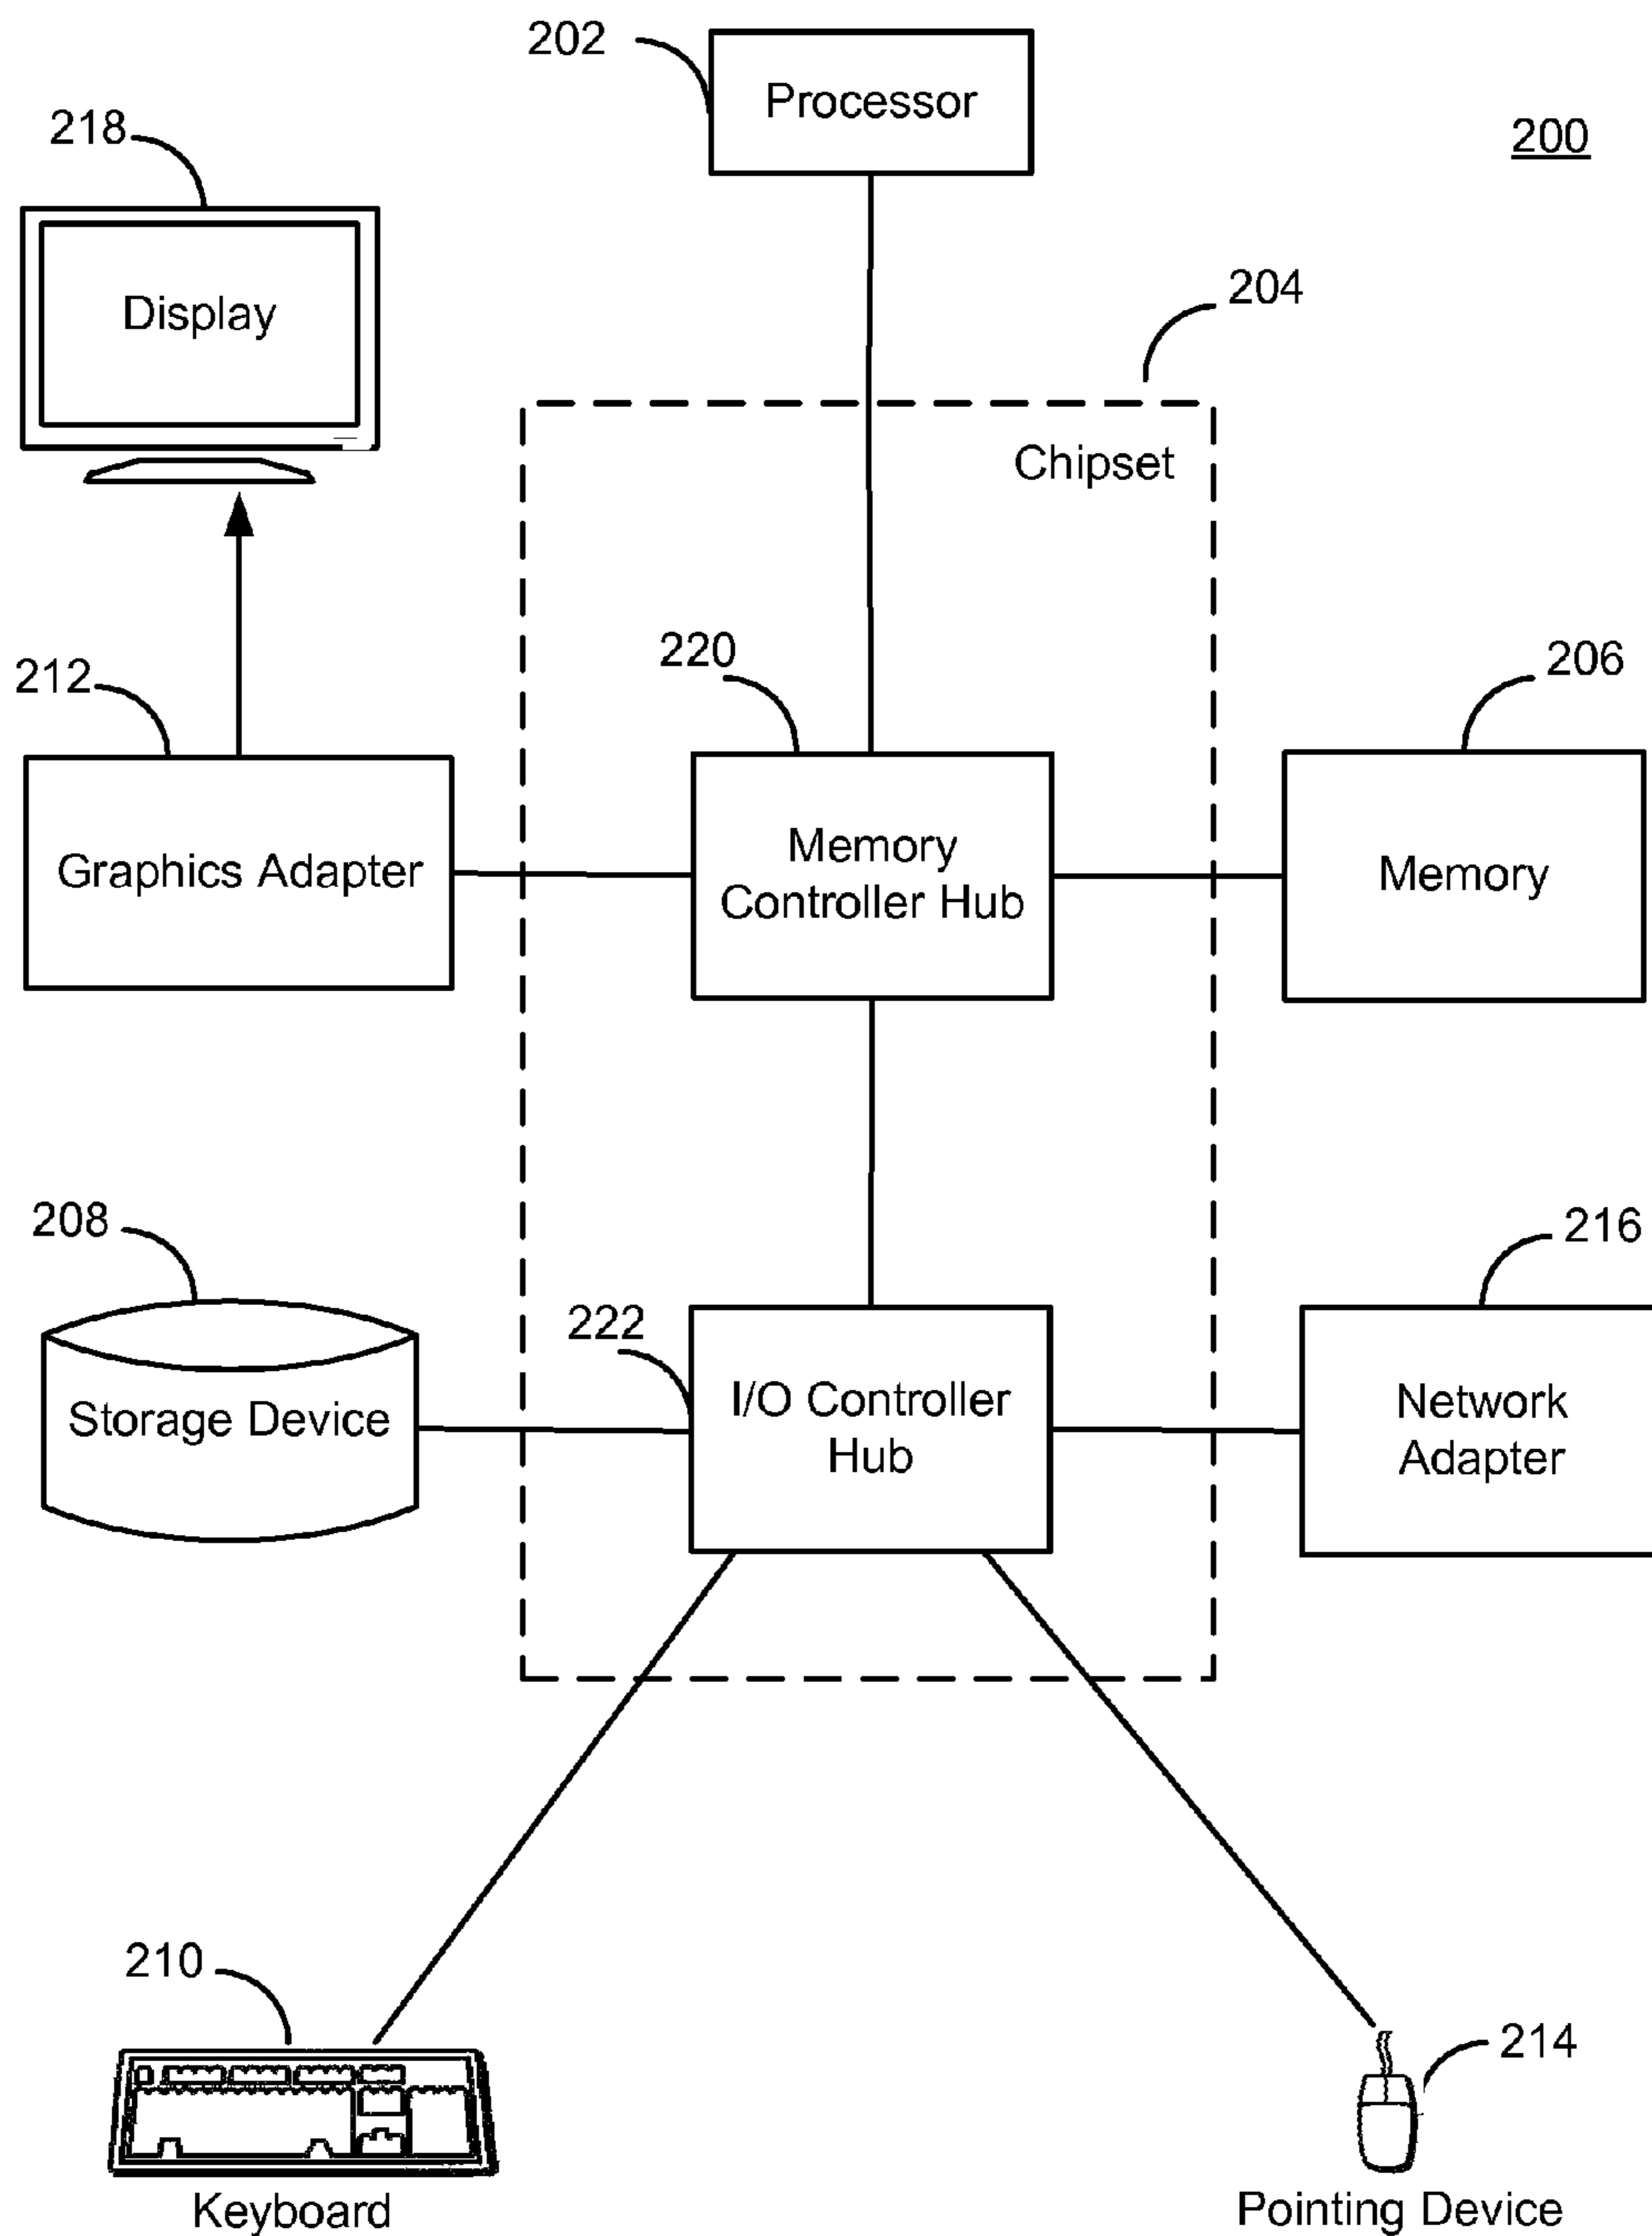 202
Processor
200
218
Display
204
Chipset
220
206
212
Graphics Adapter
Memory
Controller Hub
Memory
208
216
222
Storage Device
I/O Controller
Hub
Network
Adapter
210
214
Keyboard
Pointing Device